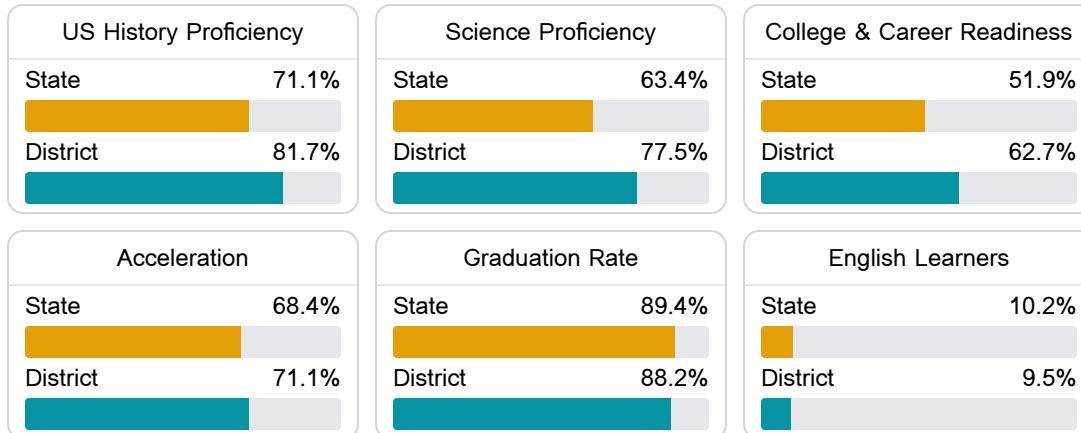 US History Proficiency
State 71.1%
District 81.7%
Science Proficiency
State 63.4%
District 77.5%
College & Career Readiness
State 51.9%
District 62.7%
Acceleration
State 68.4%
District 71.1%
Graduation Rate
State 89.4%
District 88.2%
English Learners
State 10.2%
District 9.5%